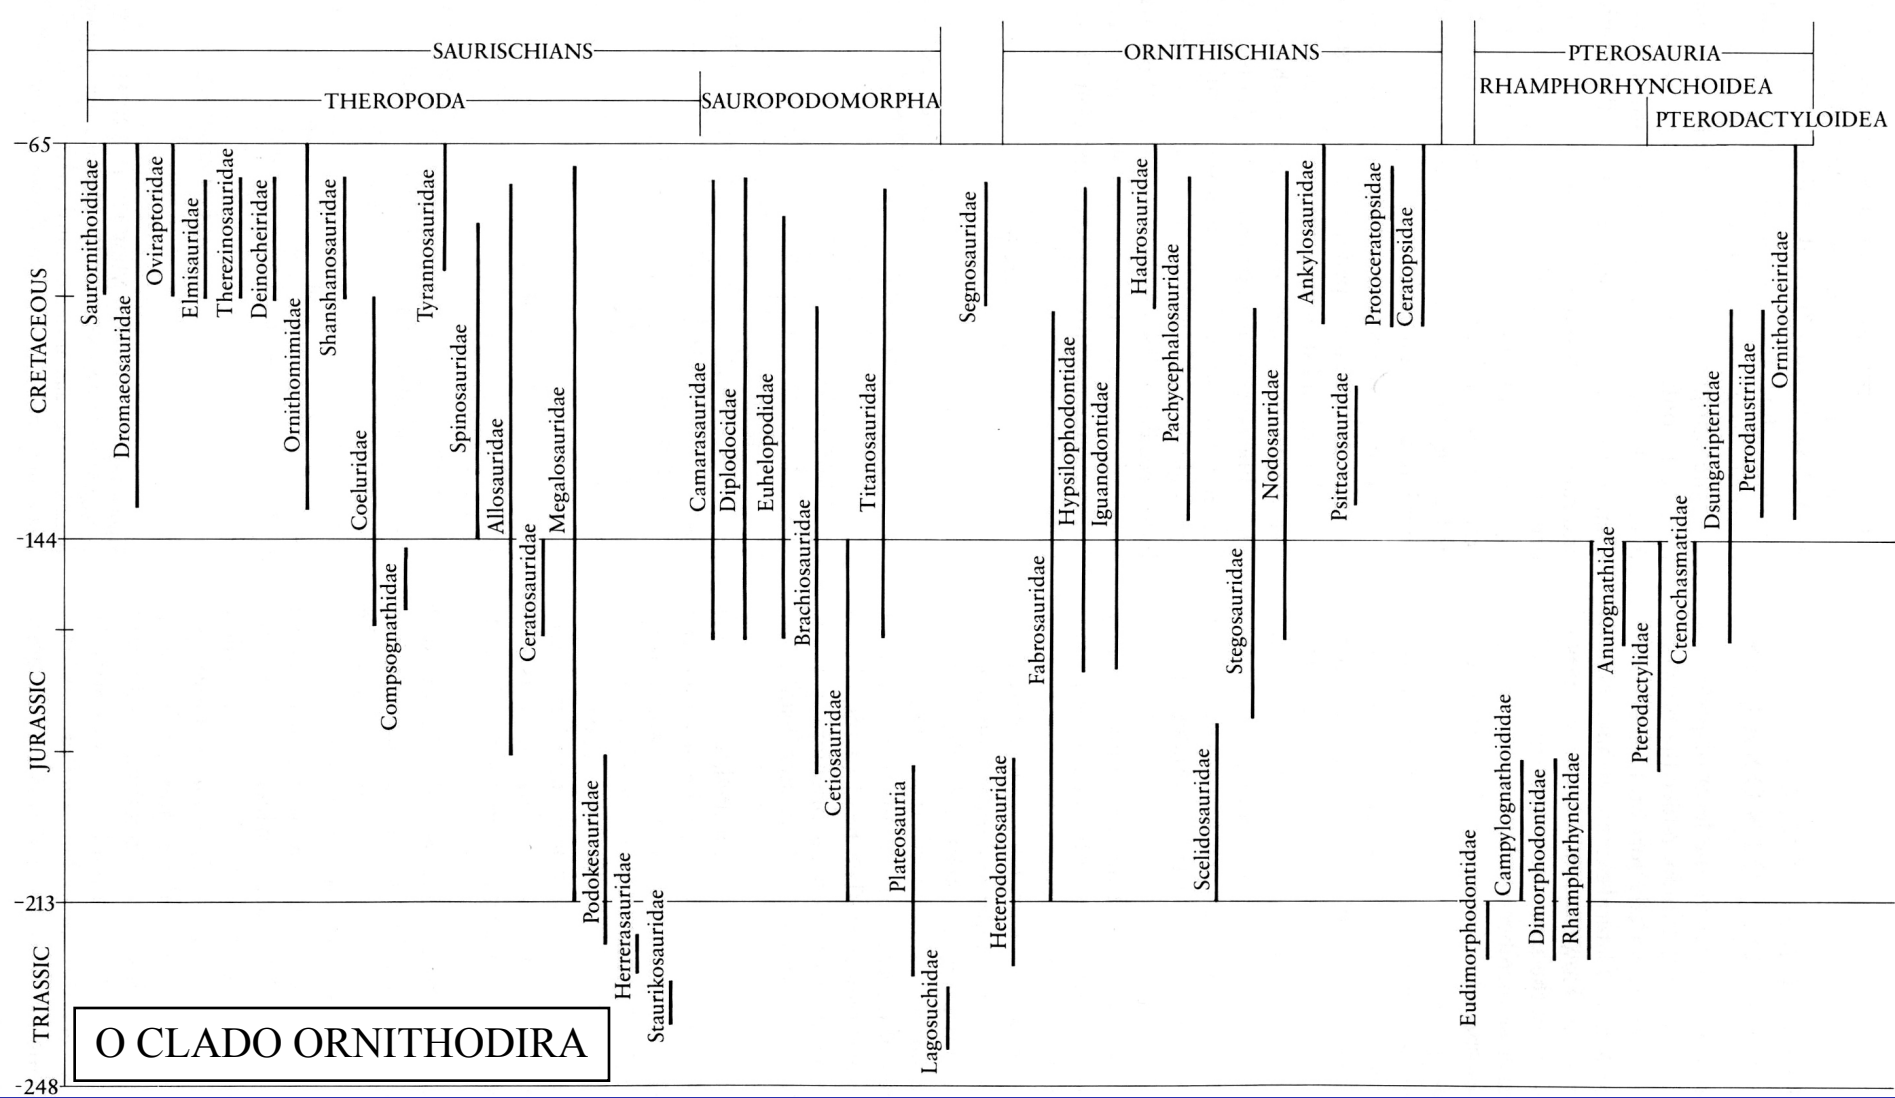 SAURISCHIANS
ORNITHISCHIANS
PTEROSAURIA
THEROPODA
SAUROPODOMORPHA
RHAMPHORHYNCHOIDEA
PTERODACTYLOIDEA
-65
CRETACEOUS
-144
JURASSIC
-213
TRIASSIC
-248
Saurornithoididae
Dromaeosauridae
Oviraptoridae
Elmisauridae
Therezinosauridae
Deinocheiridae
Ornithomimidae
Shanshanosauridae
Coeluridae
Compsognathidae
Tyrannosauridae
Spinosauridae
Allosauridae
Ceratosauridae
Megalosauridae
Podokesauridae
Herrerasauridae
Staurikosauridae
Camarasauridae
Diplodocidae
Euhelopodidae
Brachiosauridae
Cetiosauridae
Titanosauridae
Plateosauria
Lagosuchidae
Segnosauridae
Heterodontosauridae
Fabrosauridae
Hypsilophodontidae
Iguanodontidae
Hadrosauridae
Pachycephalosauridae
Scelidosauridae
Stegosauridae
Nodosauridae
Ankylosauridae
Psittacosauridae
Protoceratopsidae
Ceratopsidae
Eudimorphodontidae
Campylognathoididae
Dimorphodontidae
Rhamphorhynchidae
Anurognathidae
Pterodactylidae
Ctenochasmatidae
Dsungaripteridae
Pterodaustriidae
Ornithocheiridae
O CLADO ORNITHODIRA